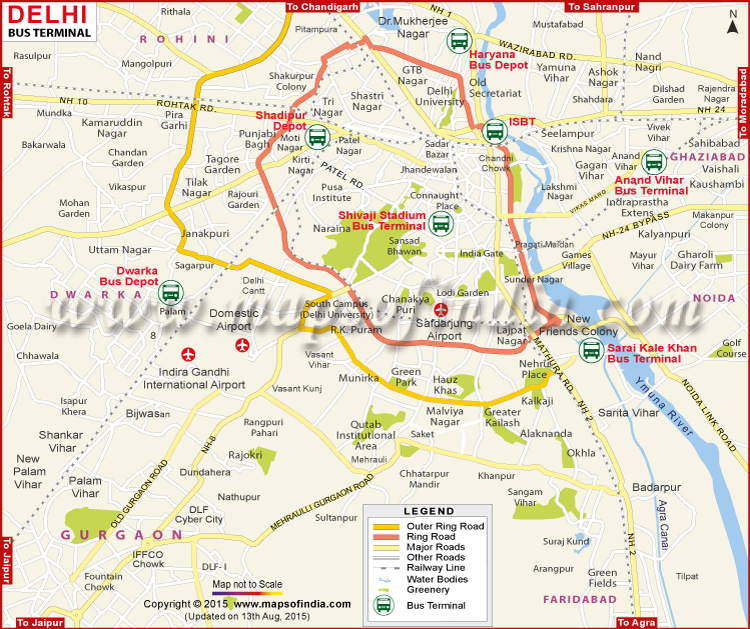 DELHI
BUS TERMINAL
To Chandigarh
To Saharanpur
N
Rithala
Pitampura
Dr.Mukherjee
Nagar
NH 1
Mustafabad
ROHINI
Haryana
Bus Depot
WAZIRABAD RD.
Rasulpur
Mangolpuri
Shakurpur
Colony
GTB
Nagar
Yamuna
Vihar
Ashok
Nagar
Nand
Nagri
To Rohtak
NH 10
ROHTAK RD.
Delhi
University
Old
Secretariat
Shahdara
Dilshad
Garden
Rajendra
Nagar
To Moradabad
Tri
Nagar
Shastri
Nagar
NH 24
Kamaruddin
Nagar
Pira
Garhi
Shadipur
Depot
ISBT
Bakarwala
Punjabi
Bagh
Moti
Nagar
Patel
Nagar
Sadar
Bazar
Seelampur
Vivek
Vihar
Sahibabad
Chandan
Garden
Tagore
Garden
Kirti
Nagar
PATEL RD
Jhandewalan
Chandni
Chowk
Krishna Nagar
Gagan
Vihar
Anand
Vihar
GHAZIABAD
Vaishali
Vikaspur
Tilak
Nagar
Rajouri
Garden
Pusa
Institute
Connaught
Place
Lakshmi
Nagar
Anand Vihar
Bus Terminal
Kaushambi
VIKAS MARG
Indraprastha
Extens
Mohan
Garden
Janakpuri
Naraina
Shivaji Stadium
Bus Terminal
NH-24 BYPASS
Makanpur
Colony
Kalyanpuri
Uttam Nagar
Sansad
Bhawan
India Gate
Pragati Maidan
Games
Village
Mayur
Vihar
Gharoli
Dairy Farm
Sagarpur
Dwarka
Bus Depot
Delhi
Cantt
Sunder Nagar
DWARKA
Palam
South Campus
(Delhi University)
Chanakya
Puri
Lodi Garden
NOIDA
www.mapsofindia.com
Goela Dairy
8
Domestic
Airport
R.K. Puram
Safdarjung
Airport
Lajpat
Nagar
New
Friends Colony
Chhawala
Indira Gandhi
International Airport
Vasant
Vihar
MATHURA RD.
NH 2
Sarai Kale Khan
Bus Terminal
Golf
Course
Vasant Kunj
Munirka
Green
Park
Hauz
Khas
Nehru
Place
Kalkaji
NOIDA LINK ROAD
Isapur
Khera
Bijwasan
Rangpuri
Pahari
Malviya
Nagar
Greater
Kailash
Sarita Vihar
Ymuna River
Shankar
Vihar
NH-8
Qutab
Institutional
Area
Saket
Alaknanda
New
Palam
Vihar
Rajokri
Mehrauli
Okhla
Palam
Vihar
OLD GURGAON ROAD
Dundahera
Chhatarpur
Mandir
Khanpur
Badarpur
Nathupur
MEHRAULLI GURGAON ROAD
Sangam
Vihar
DLF
Cyber City
Sultanpur
Agra Canal
GURGAON
NH 2
To Jaipur
IFFCO
Chowk
DLF- I
Suraj Kund
Fountain
Chowk
Arangpur
Green
Fields
Tilpat
FARIDABAD
Map not to Scale
Copyright © 2015 www.mapsofindia.com
(Updated on 13th Aug, 2015)
LEGEND
Outer Ring Road
Ring Road
Major Roads
Other Roads
Railway Line
Water Bodies
Greenery
Bus Terminal
To Jaipur
To Agra